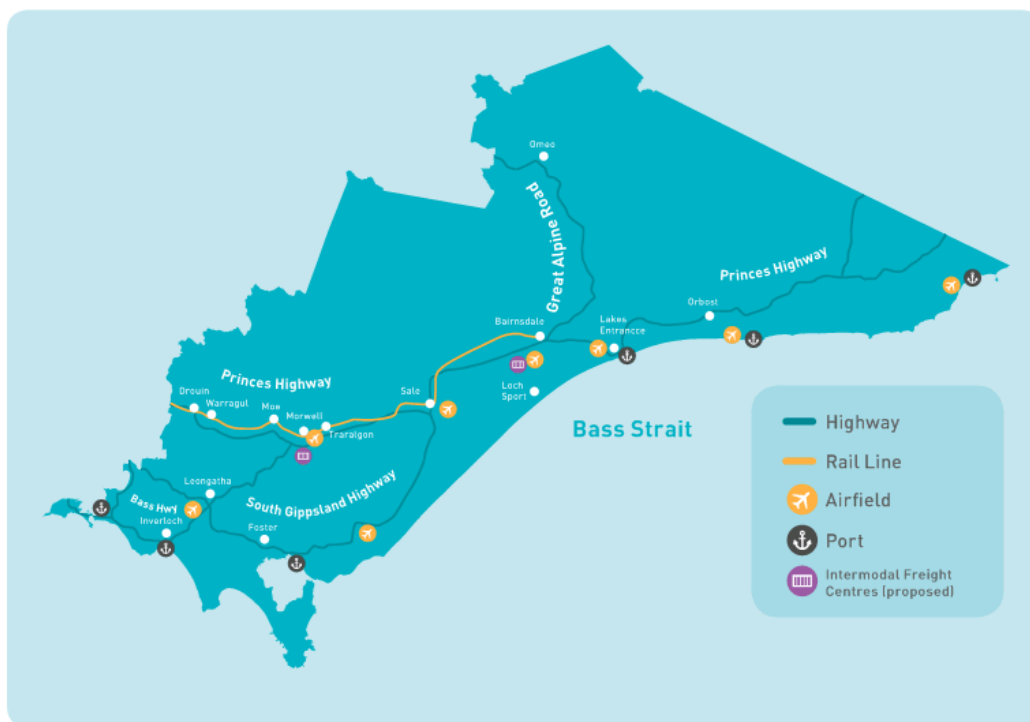 Omeo
Great Alpine Road
Princes Highway
Orbost
Bairnsdale
Lakes
Entrancce
Princes Highway
Loch
Sport
Sale
Drouin
Warragul
Moe
Morwell
Traralgon
Bass Strait
Leongatha
South Gippsland Highway
Bass Hwy
Inverloch
Foster
Highway
Rail Line
Airfield
Port
Intermodal Freight
Centres (proposed)